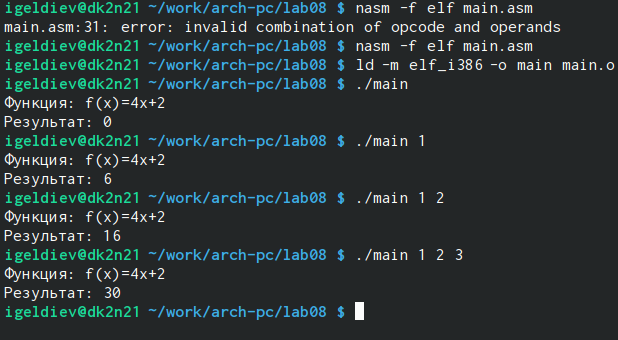 igeldiev@dk2n21 ~/work/arch-pc/lab08 $ nasm -f elf main.asm
main.asm:31: error: invalid combination of opcode and operands
igeldiev@dk2n21 ~/work/arch-pc/lab08 $ nasm -f elf main.asm
igeldiev@dk2n21 ~/work/arch-pc/lab08 $ ld -m elf_i386 -o main main.o
igeldiev@dk2n21 ~/work/arch-pc/lab08 $ ./main
Функция: f(x)=4x+2
Результат: 0
igeldiev@dk2n21 ~/work/arch-pc/lab08 $ ./main 1
Функция: f(x)=4x+2
Результат: 6
igeldiev@dk2n21 ~/work/arch-pc/lab08 $ ./main 1 2
Функция: f(x)=4x+2
Результат: 16
igeldiev@dk2n21 ~/work/arch-pc/lab08 $ ./main 1 2 3
Функция: f(x)=4x+2
Результат: 30
igeldiev@dk2n21 ~/work/arch-pc/lab08 $